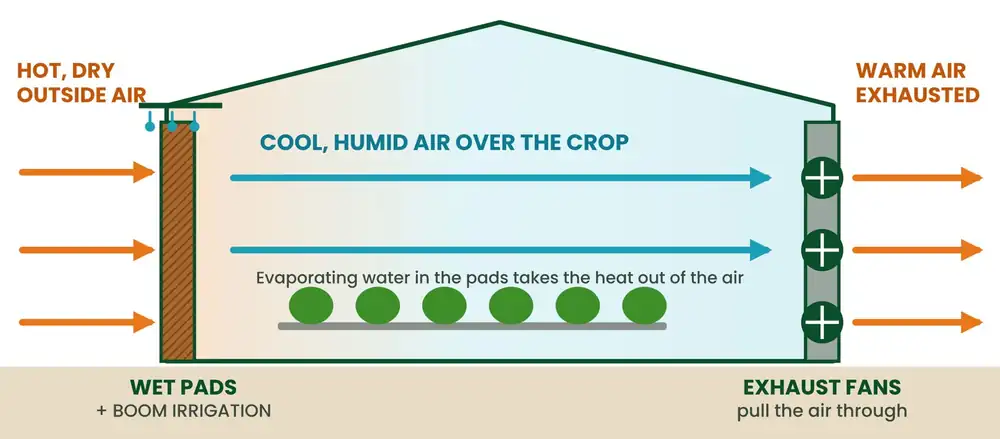 HOT, DRY
OUTSIDE AIR
WARM AIR
EXHAUSTED
COOL, HUMID AIR OVER THE CROP
Evaporating water in the pads takes the heat out of the air
WET PADS
+ BOOM IRRIGATION
EXHAUST FANS
pull the air through